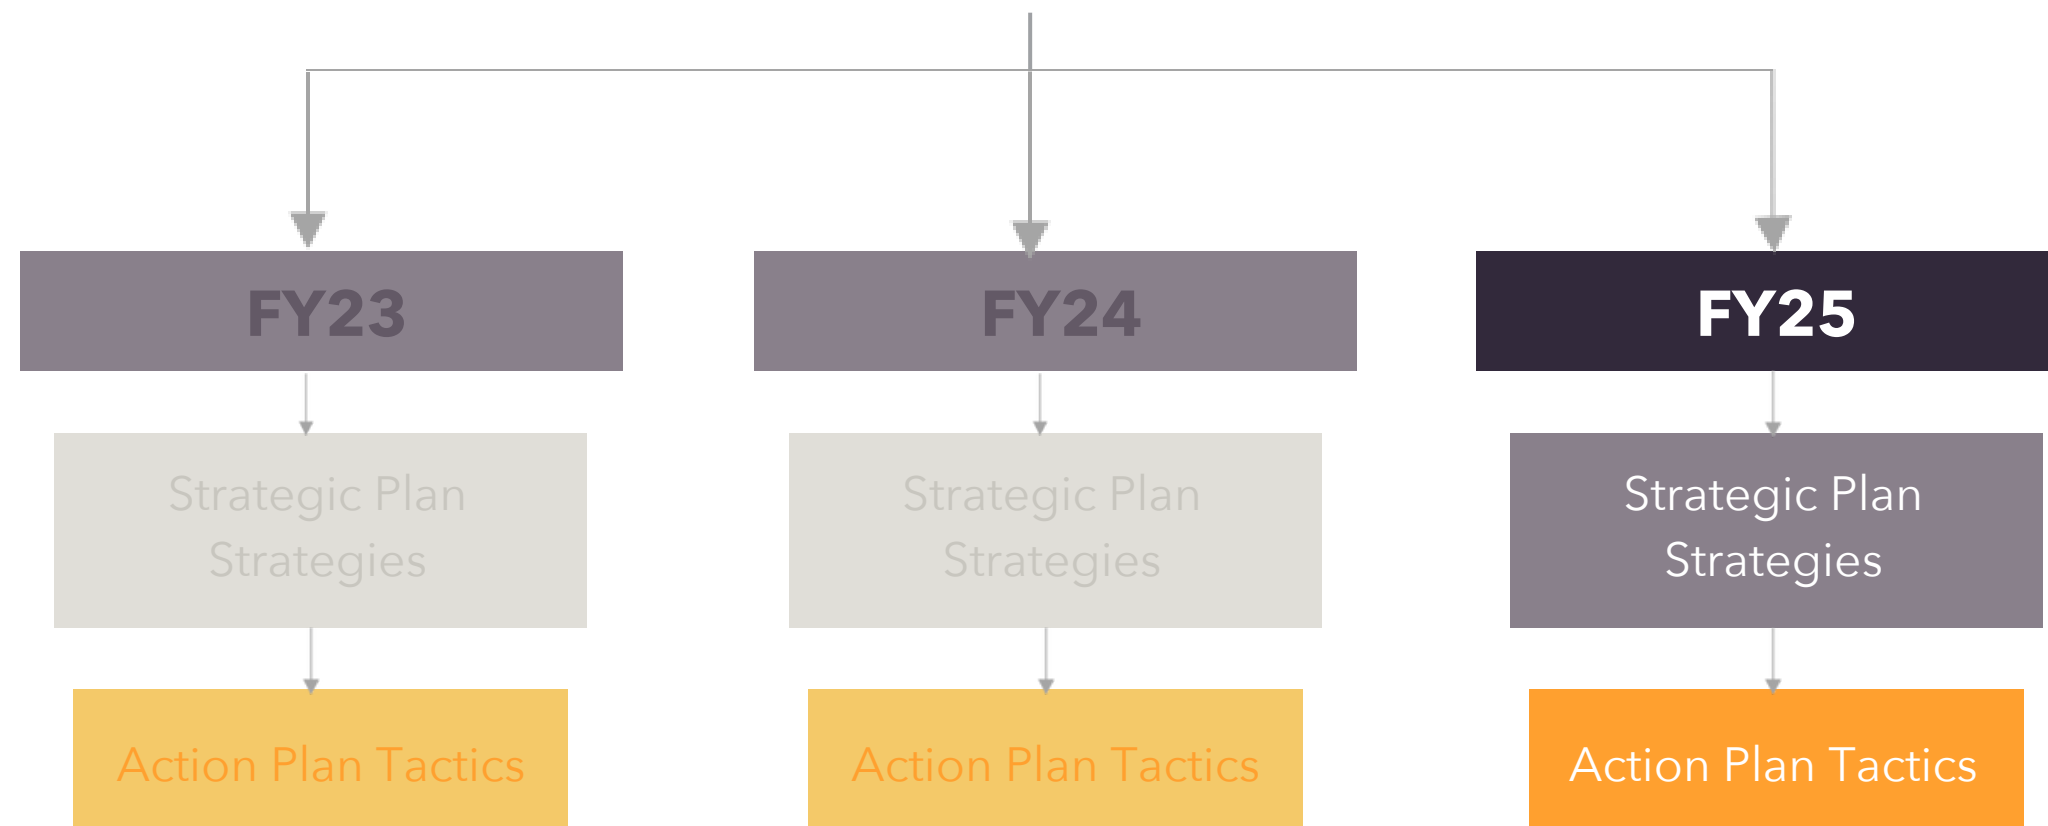 FY23
FY24
FY25
Strategic Plan
Strategies
Strategic Plan
Strategies
Strategic Plan
Strategies
Action Plan Tactics
Action Plan Tactics
Action Plan Tactics